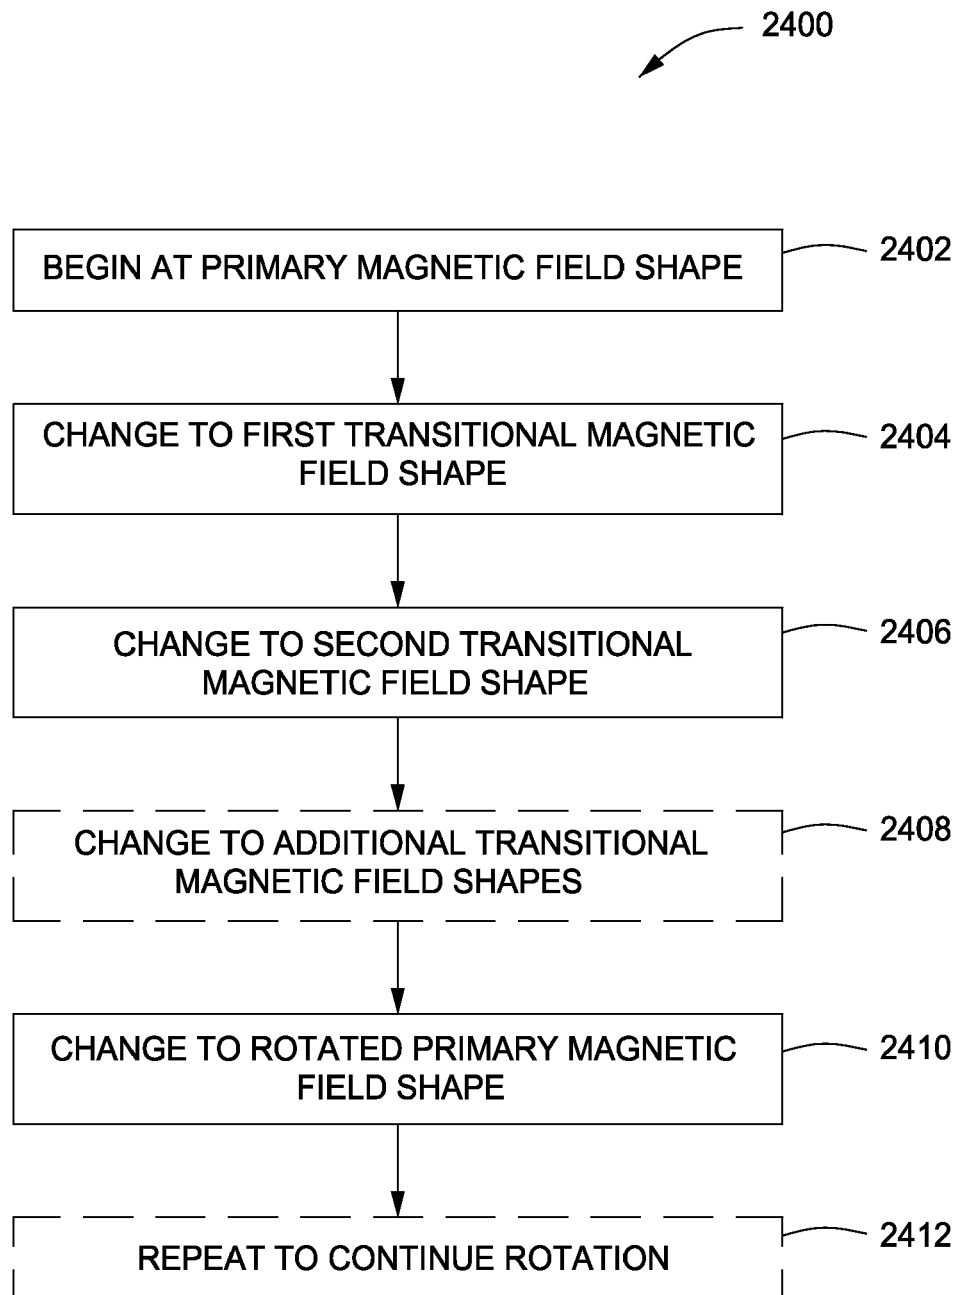 2400
BEGIN AT PRIMARY MAGNETIC FIELD SHAPE
2402
CHANGE TO FIRST TRANSITIONAL MAGNETIC
FIELD SHAPE
2404
CHANGE TO SECOND TRANSITIONAL
MAGNETIC FIELD SHAPE
2406
CHANGE TO ADDITIONAL TRANSITIONAL
MAGNETIC FIELD SHAPES
2408
CHANGE TO ROTATED PRIMARY MAGNETIC
FIELD SHAPE
2410
REPEAT TO CONTINUE ROTATION
2412